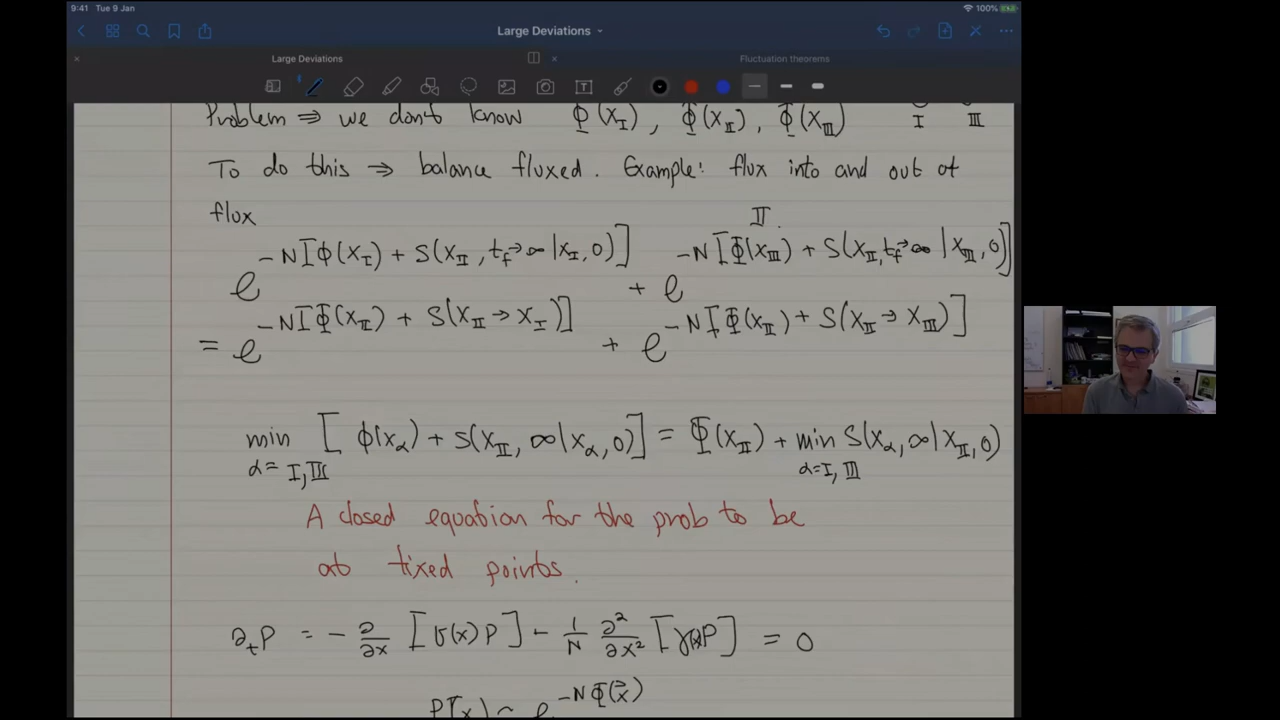 9:41 Tue 9 Jan 100%
Large Deviations
Large Deviations Fluctuation theorems
Problem ⇒ we don't know Φ(x_I), Φ(x_II), Φ(x_III) I III
To do this ⇒ balance fluxed. Example: flux into and out of
flux II.
e^{-N[Φ(x_I) + S(x_II, t_f→∞ | x_I, 0)]} + e^{-N[Φ(x_III) + S(x_II, t_f→∞ | x_III, 0)]}
= e^{-N[Φ(x_II) + S(x_II → x_I)]} + e^{-N[Φ(x_II) + S(x_II → x_III)]}
min_{α=I,III} [ϕ(x_α) + S(x_II, ∞ | x_α, 0)] = Φ(x_II) + min_{α=I,III} S(x_α, ∞ | x_II, 0)
A closed equation for the prob to be
at fixed points.
∂_t P = - ∂/∂x [v(x) P] + 1/N ∂²/∂x² [γ(x)P] = 0
P(x) ~ e^{-NΦ(x⃗)}